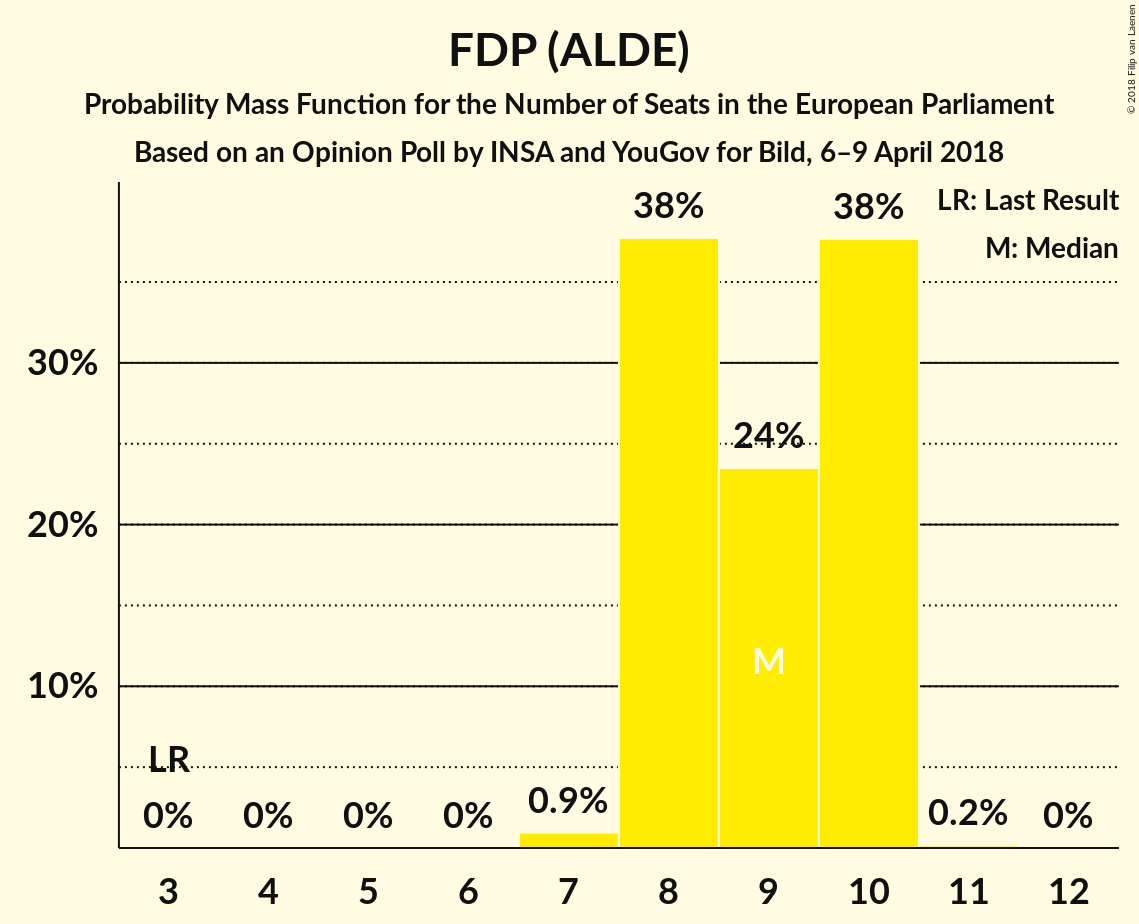 FDP (ALDE)
Probability Mass Function for the Number of Seats in the European Parliament
Based on an Opinion Poll by INSA and YouGov for Bild, 6–9 April 2018
© 2018 Filip van Laenen
LR: Last Result
M: Median
38%
38%
30%
24%
20%
M
10%
LR
0%
0%
0%
0%
0.9%
0.2%
0%
3 4 5 6 7 8 9 10 11 12